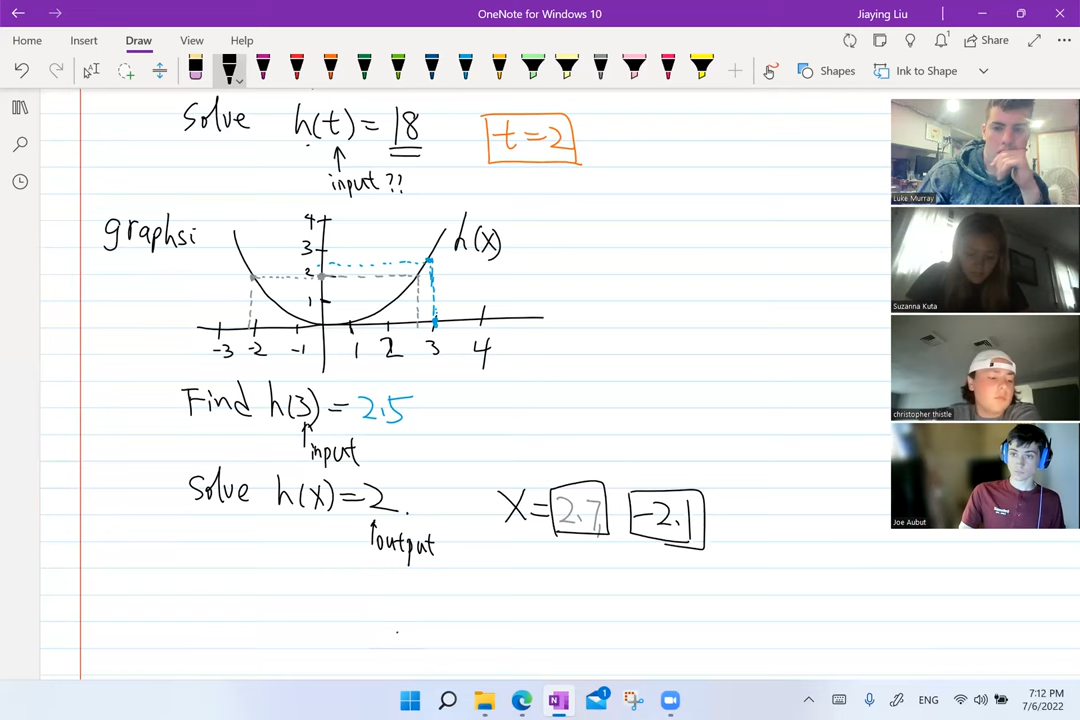 OneNote for Windows 10
Jiaying Liu
Home Insert Draw View Help
Share
Shapes
Ink to Shape
Solve h(t) = 18
t = 2
input ??
graphs:
4
3
2
1
h(x)
-3 -2 -1 1 2 3 4
Find h(3) = 2.5
input
Solve h(x) = 2.
output
X = 2.7, -2.1
Luke Murray
Suzanna Kuta
christopher thistle
Joe Aubut
1
ENG
7:12 PM
7/6/2022